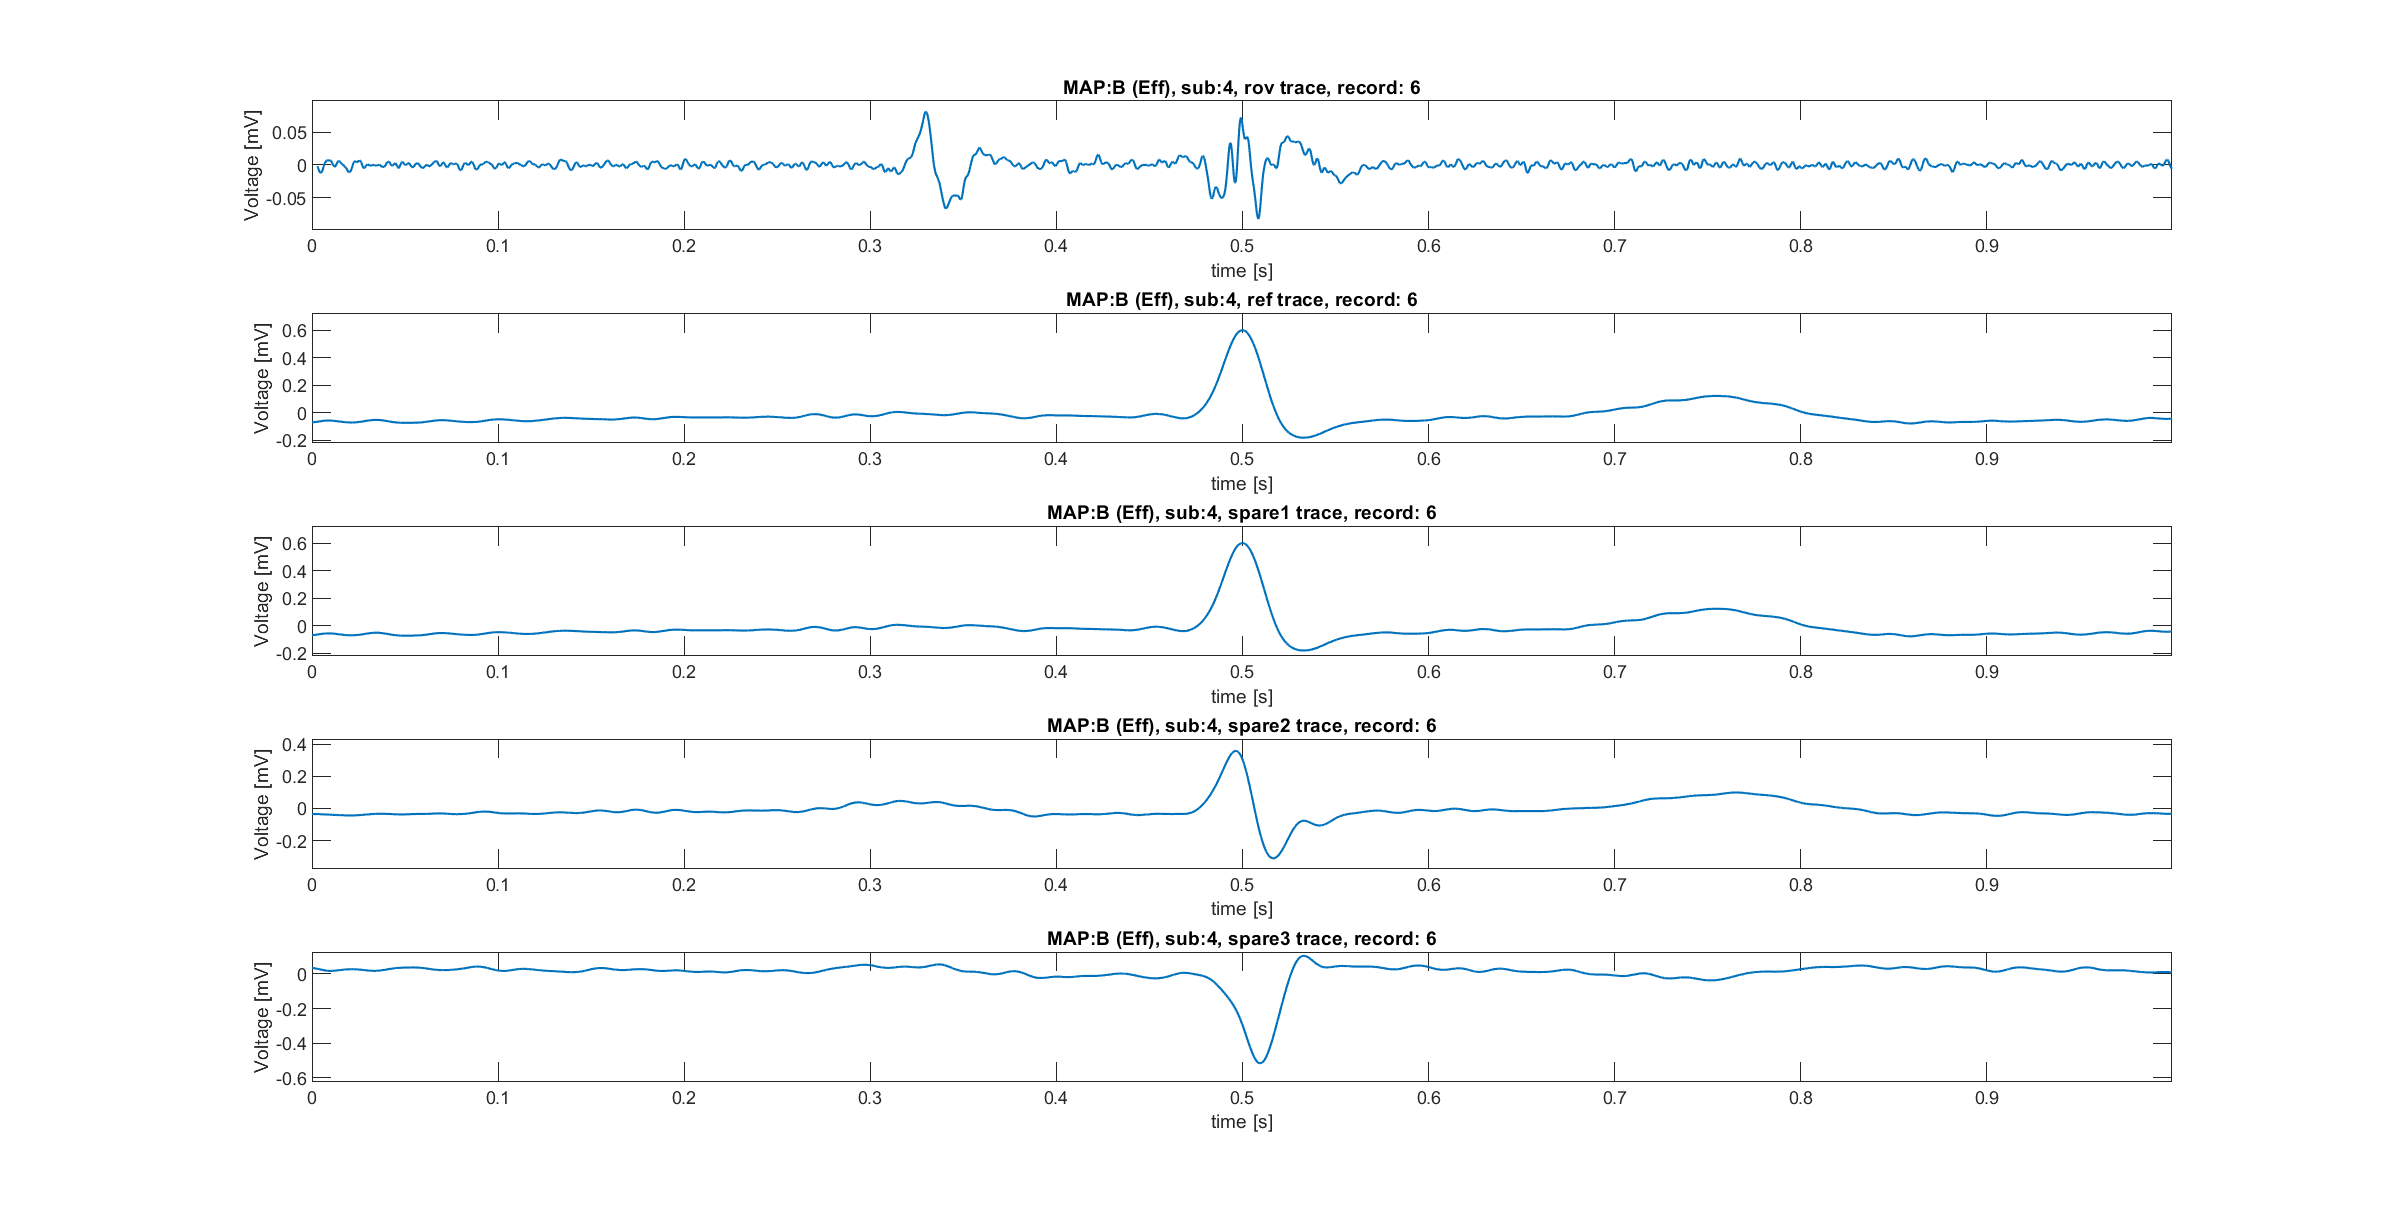 MAP:B (Eff), sub:4, rov trace, record: 6
Voltage [mV]
0.05
0
-0.05
0 0.1 0.2 0.3 0.4 0.5 0.6 0.7 0.8 0.9
time [s]
MAP:B (Eff), sub:4, ref trace, record: 6
Voltage [mV]
0.6
0.4
0.2
0
-0.2
0 0.1 0.2 0.3 0.4 0.5 0.6 0.7 0.8 0.9
time [s]
MAP:B (Eff), sub:4, spare1 trace, record: 6
Voltage [mV]
0.6
0.4
0.2
0
-0.2
0 0.1 0.2 0.3 0.4 0.5 0.6 0.7 0.8 0.9
time [s]
MAP:B (Eff), sub:4, spare2 trace, record: 6
Voltage [mV]
0.4
0.2
0
-0.2
0 0.1 0.2 0.3 0.4 0.5 0.6 0.7 0.8 0.9
time [s]
MAP:B (Eff), sub:4, spare3 trace, record: 6
Voltage [mV]
0
-0.2
-0.4
-0.6
0 0.1 0.2 0.3 0.4 0.5 0.6 0.7 0.8 0.9
time [s]